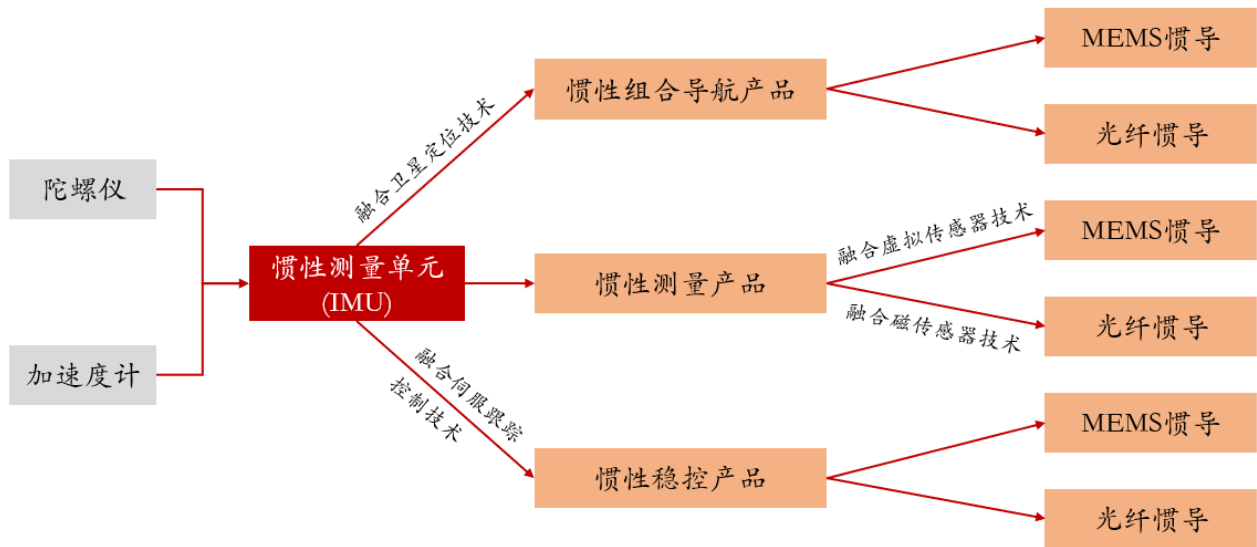 陀螺仪
加速度计
惯性测量单元
(IMU)
融合卫星定位技术
融合伺服跟踪
控制技术
惯性组合导航产品
惯性测量产品
惯性稳控产品
融合虚拟传感器技术
融合磁传感器技术
MEMS惯导
光纤惯导
MEMS惯导
光纤惯导
MEMS惯导
光纤惯导